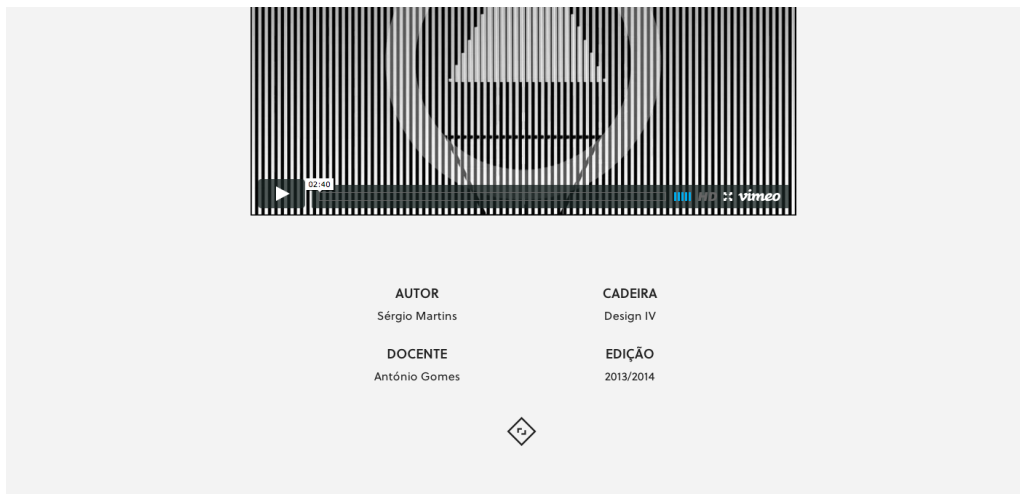 02:40
HD
vimeo
AUTOR
Sérgio Martins
CADEIRA
Design IV
DOCENTE
António Gomes
EDIÇÃO
2013/2014